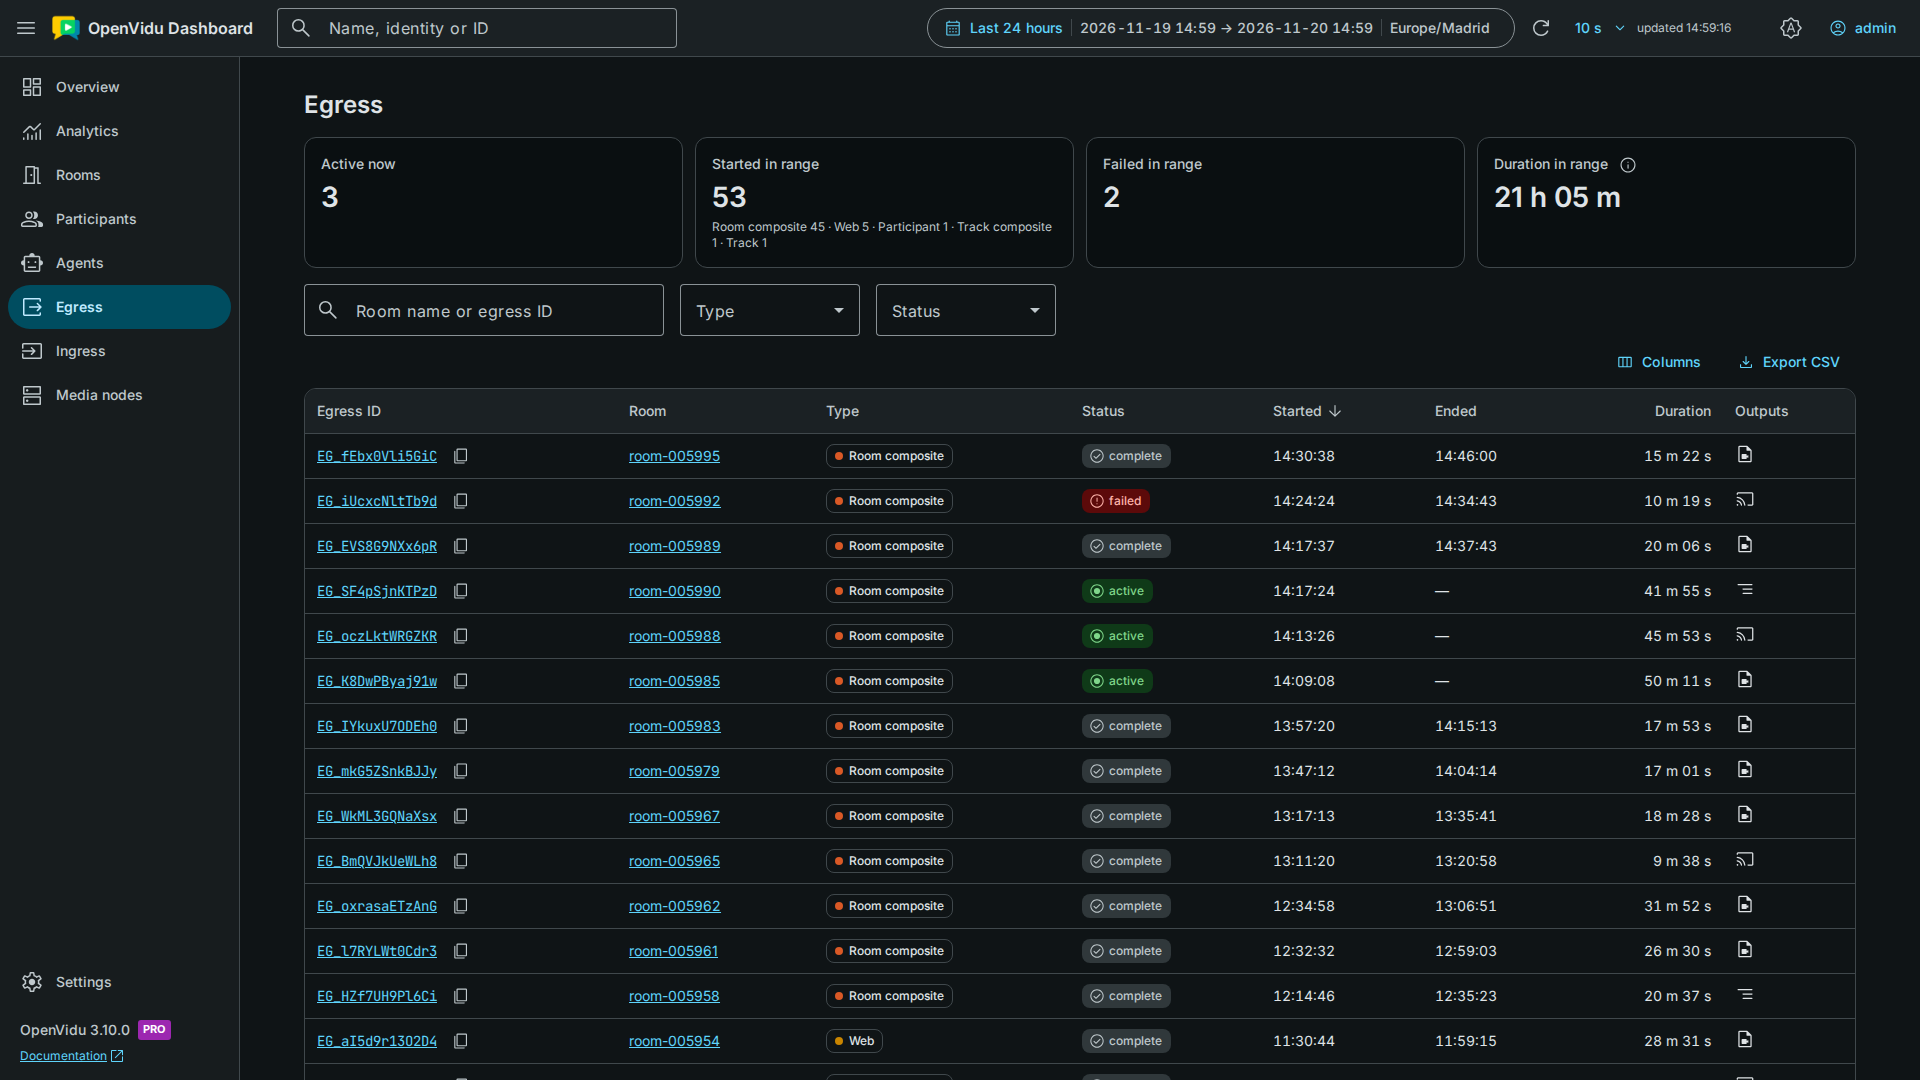 OpenVidu Dashboard
Name, identity or ID
Last 24 hours 2026-11-19 14:59 → 2026-11-20 14:59 Europe/Madrid
10 s
updated 14:59:16
admin
Overview
Analytics
Rooms
Participants
Agents
Egress
Ingress
Media nodes
Settings
OpenVidu 3.10.0 PRO
Documentation
Egress
Active now
3
Started in range
53
Room composite 45 · Web 5 · Participant 1 · Track composite
1 · Track 1
Failed in range
2
Duration in range
21 h 05 m
Room name or egress ID
Type
Status
Columns
Export CSV
Egress ID Room Type Status Started Ended Duration Outputs
EG_fEbx0Vli5GiC room-005995 Room composite complete 14:30:38 14:46:00 15 m 22 s
EG_iUcxcNltTb9d room-005992 Room composite failed 14:24:24 14:34:43 10 m 19 s
EG_EVS8G9NXx6pR room-005989 Room composite complete 14:17:37 14:37:43 20 m 06 s
EG_SF4pSjnKTPzD room-005990 Room composite active 14:17:24 — 41 m 55 s
EG_oczLktWRGZKR room-005988 Room composite active 14:13:26 — 45 m 53 s
EG_K8DwPByaj91w room-005985 Room composite active 14:09:08 — 50 m 11 s
EG_IYkuxU7ODEh0 room-005983 Room composite complete 13:57:20 14:15:13 17 m 53 s
EG_mkG5ZSnkBJJy room-005979 Room composite complete 13:47:12 14:04:14 17 m 01 s
EG_WkML3GQNaXsx room-005967 Room composite complete 13:17:13 13:35:41 18 m 28 s
EG_BmQVJkUeWLh8 room-005965 Room composite complete 13:11:20 13:20:58 9 m 38 s
EG_oxrasaETzAnG room-005962 Room composite complete 12:34:58 13:06:51 31 m 52 s
EG_l7RYLWt0Cdr3 room-005961 Room composite complete 12:32:32 12:59:03 26 m 30 s
EG_HZf7UH9Pl6Ci room-005958 Room composite complete 12:14:46 12:35:23 20 m 37 s
EG_aI5d9r13O2D4 room-005954 Web complete 11:30:44 11:59:15 28 m 31 s